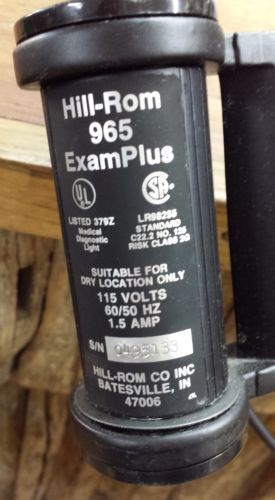 Hill-Rom
965
ExamPlus
UL
SA
LISTED 379Z
Medical
Diagnostic
Light
LR98255
STANDARD
C22.2 NO. 125
RISK CLASS 2G
SUITABLE FOR
DRY LOCATION ONLY
115 VOLTS
60/50 HZ
1.5 AMP
S/N 9495133
HILL-ROM CO INC
BATESVILLE, IN
47006